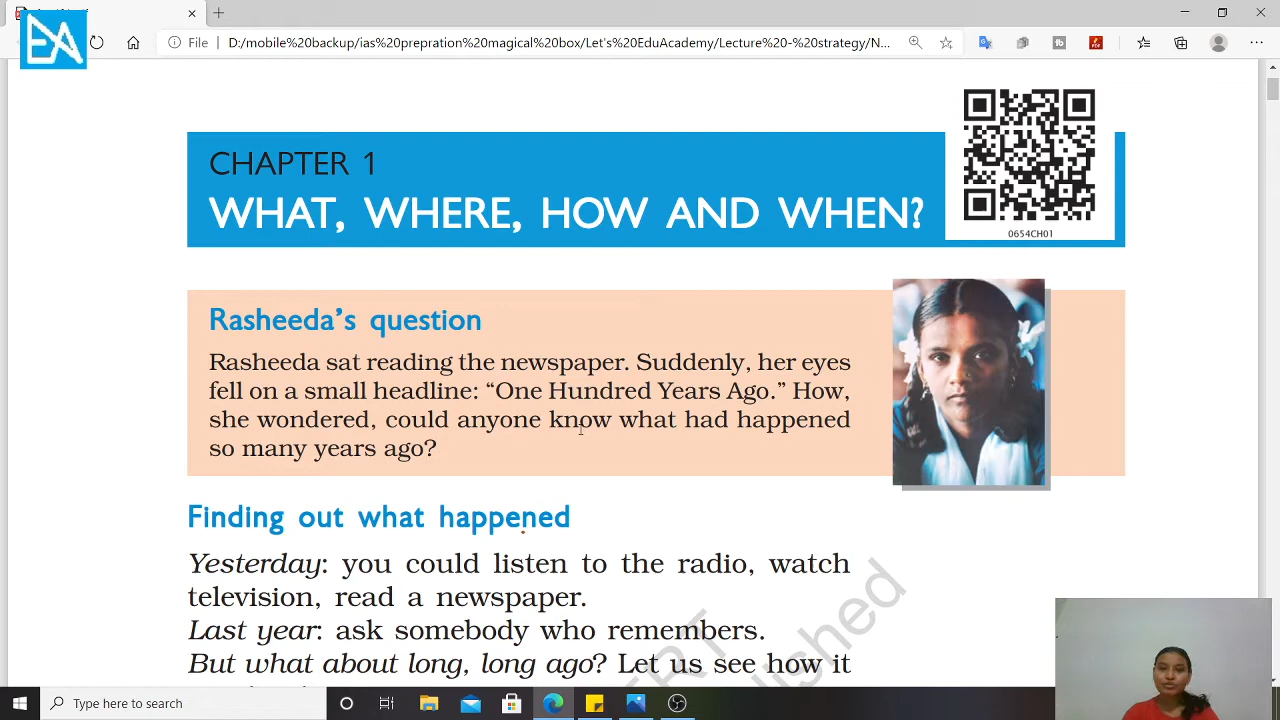 EA
File D:/mobile%20backup/ias%20prepration%20magical%20box/Let's%20EduAcademy/Lecture%20-%20strategy/N...
0654CH01
CHAPTER 1
WHAT, WHERE, HOW AND WHEN?
Rasheeda's question
Rasheeda sat reading the newspaper. Suddenly, her eyes
fell on a small headline: “One Hundred Years Ago.” How,
she wondered, could anyone know what had happened
so many years ago?
Finding out what happened
Yesterday: you could listen to the radio, watch
television, read a newspaper.
Last year: ask somebody who remembers.
But what about long, long ago? Let us see how it
Type here to search